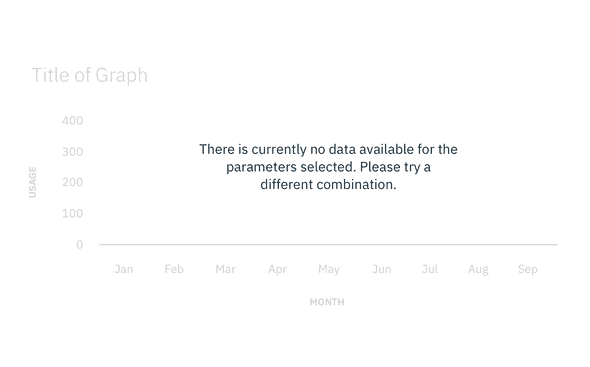 Title of Graph
400
300
200
100
0
USAGE
There is currently no data available for the
parameters selected. Please try a
different combination.
Jan Feb Mar Apr May Jun Jul Aug Sep
MONTH